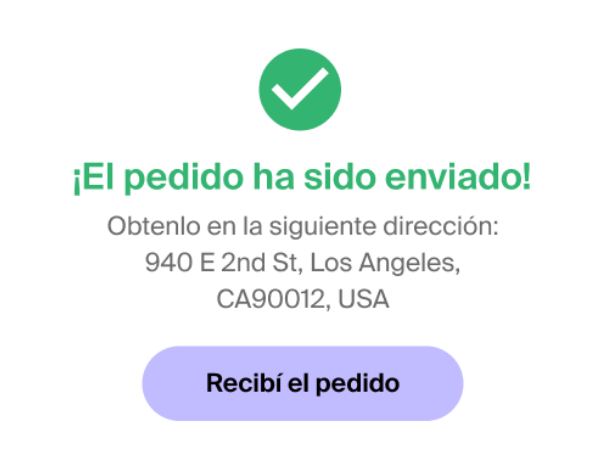 ¡El pedido ha sido enviado!
Obtenlo en la siguiente dirección:
940 E 2nd St, Los Angeles,
CA90012, USA
Recibí el pedido